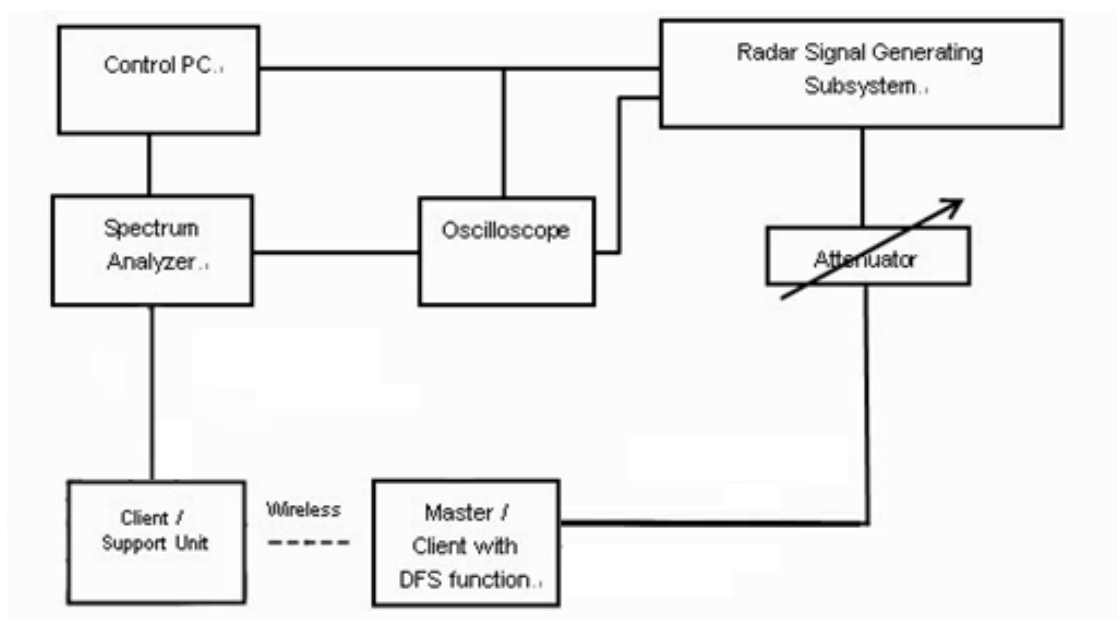 Control PC.
Radar Signal Generating
Subsystem.
Spectrum
Analyzer.
Oscilloscope
Attenuator
Client /
Support Unit
Wireless
Master /
Client with
DFS function.